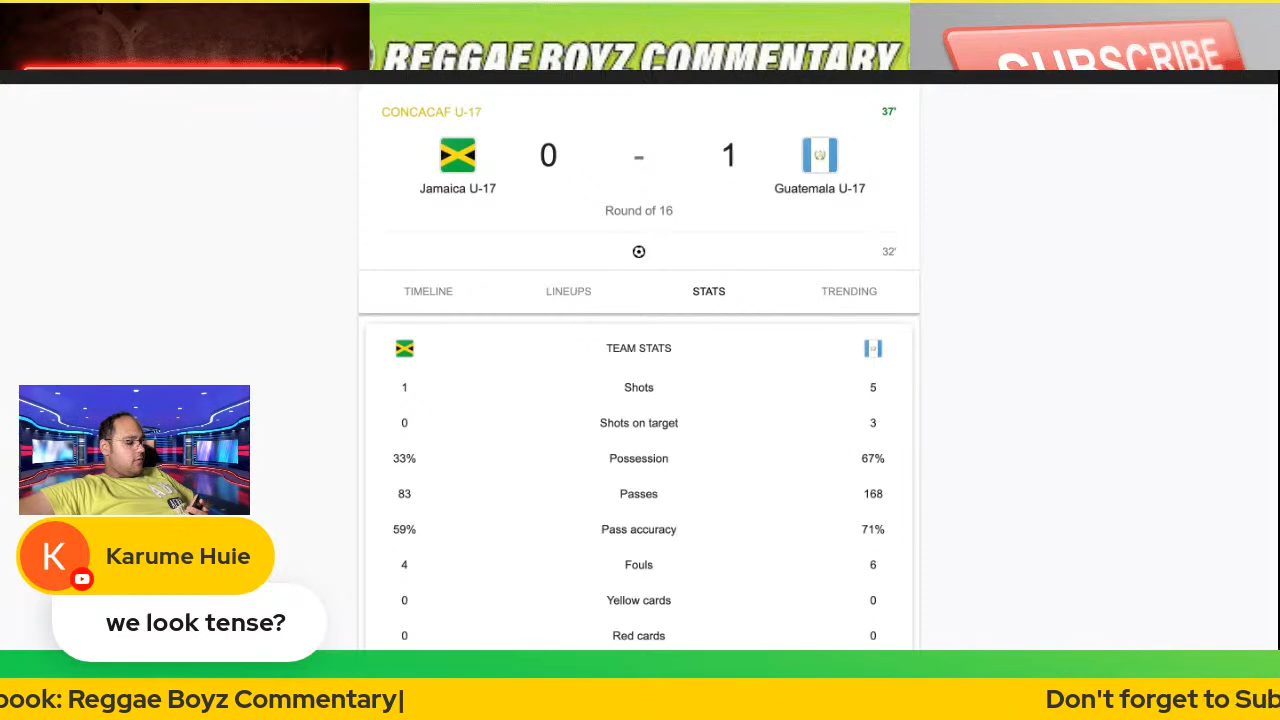 REGGAE BOYZ COMMENTARY
SUBSCRIBE
CONCACAF U-17
37'
0 - 1
Jamaica U-17
Guatemala U-17
Round of 16
32'
TIMELINE LINEUPS STATS TRENDING
TEAM STATS
1 Shots 5
0 Shots on target 3
33% Possession 67%
83 Passes 168
59% Pass accuracy 71%
4 Fouls 6
0 Yellow cards 0
0 Red cards 0
K Karume Huie
we look tense?
book: Reggae Boyz Commentary| Don't forget to Sub